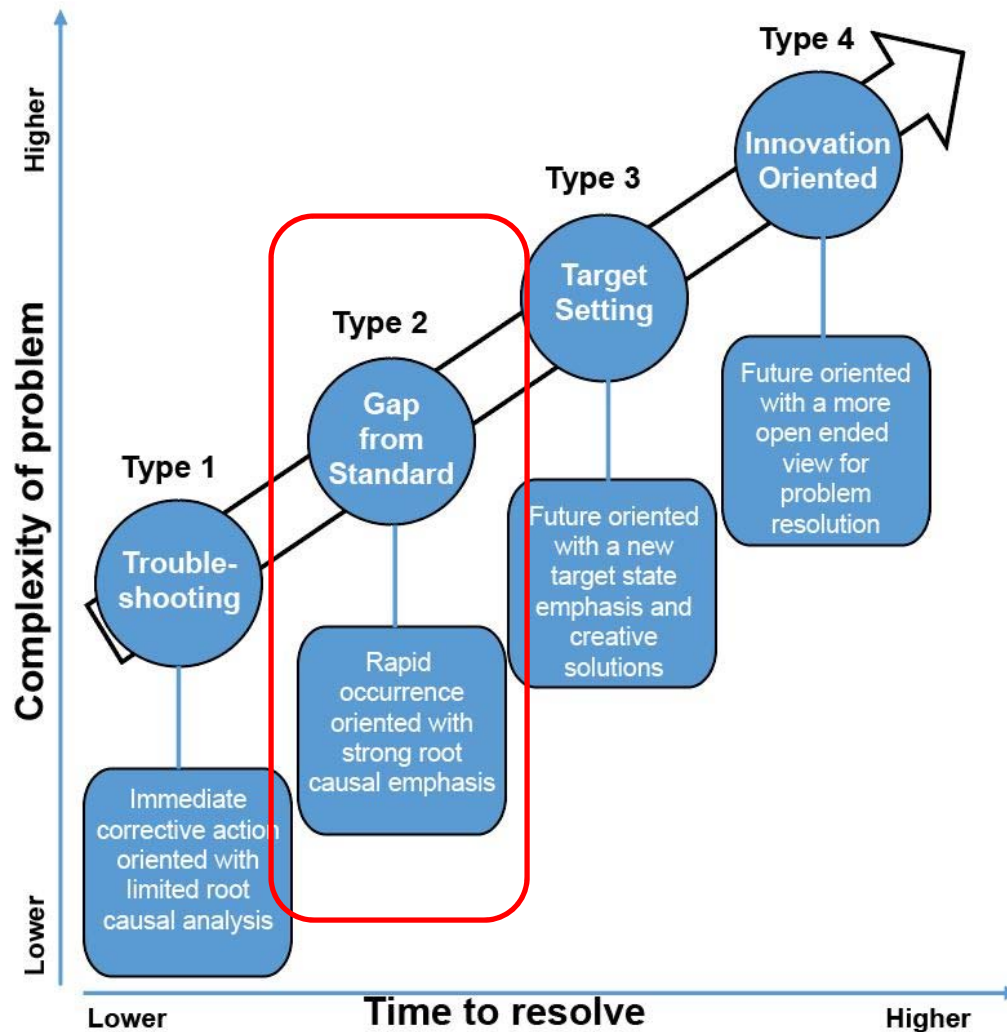 Type 4
Higher
Innovation
Oriented
Type 3
Target
Setting
Type 2
Gap
from
Standard
Type 1
Trouble-
shooting
Complexity of problem
Future oriented
with a more
open ended
view for
problem
resolution
Future oriented
with a new
target state
emphasis and
creative
solutions
Rapid
occurrence
oriented with
strong root
causal emphasis
Immediate
corrective action
oriented with
limited root
causal analysis
Lower
Lower
Time to resolve
Higher